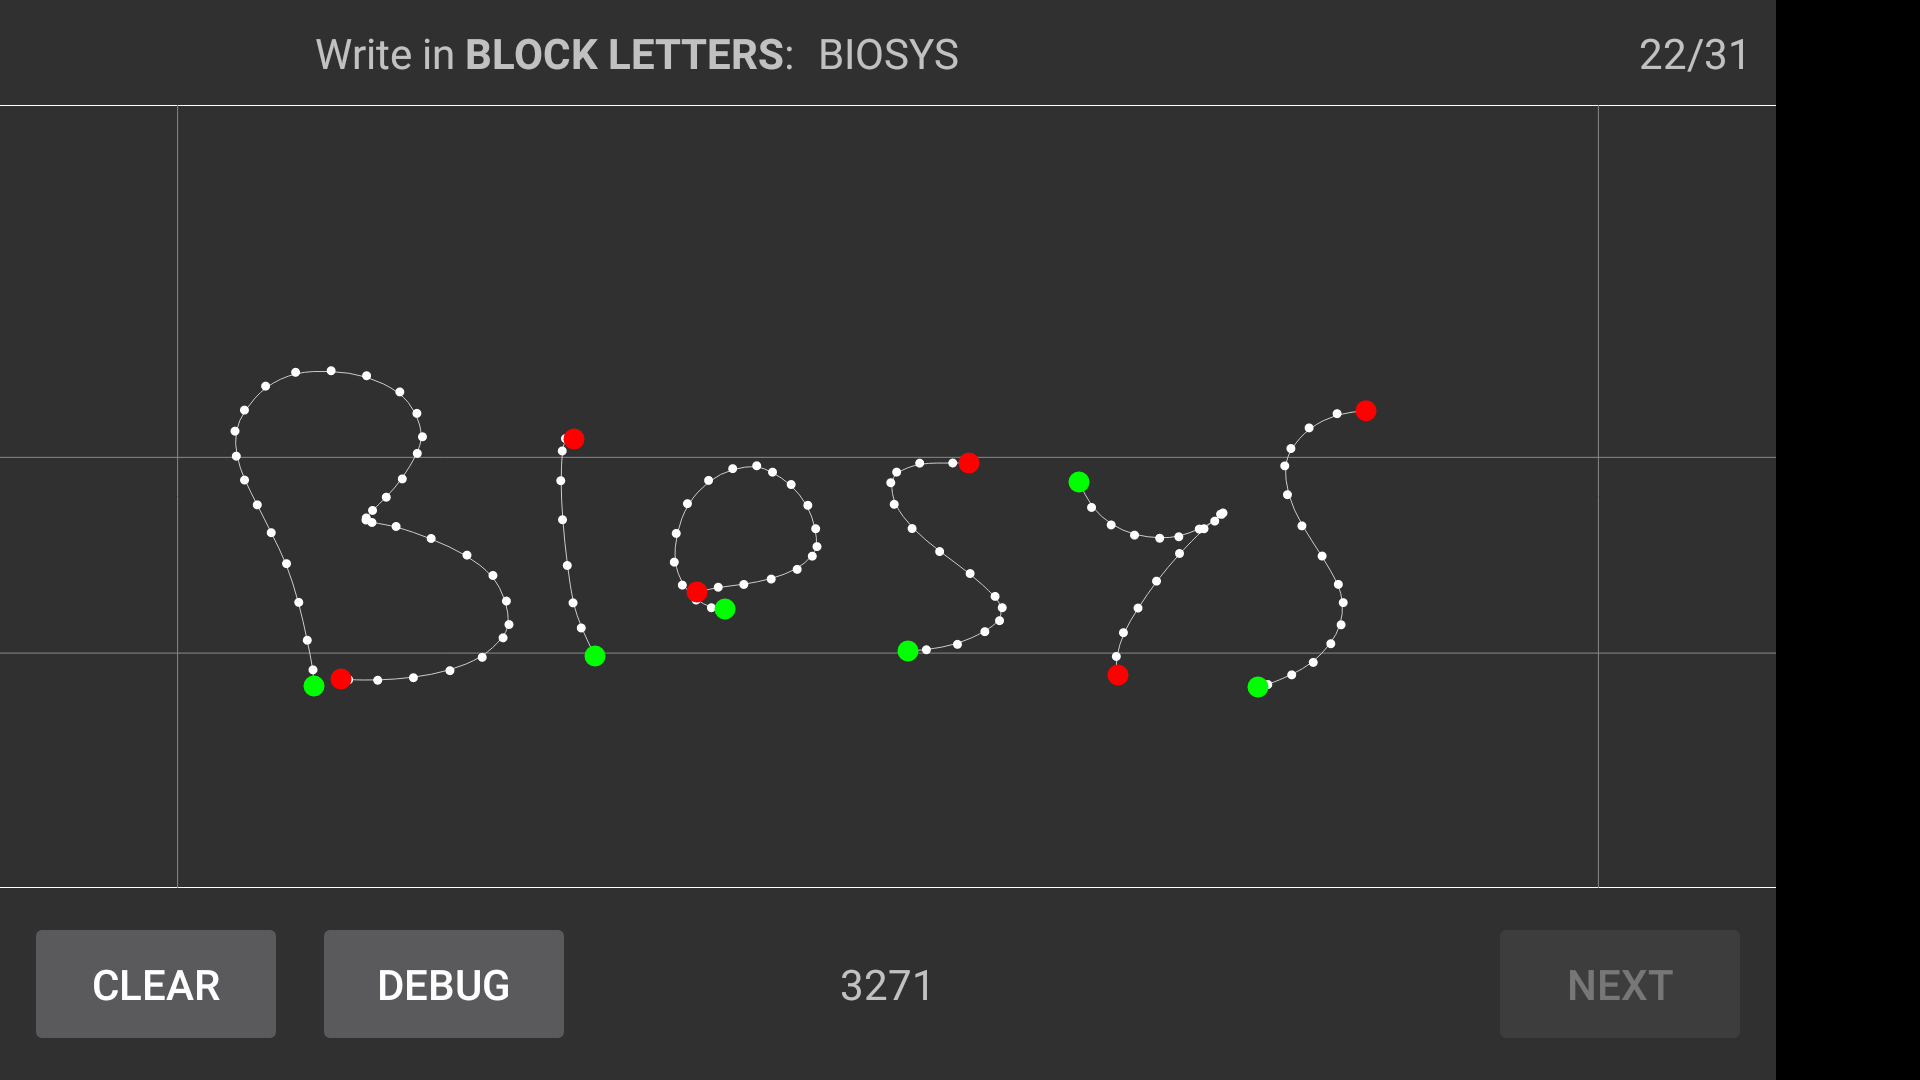 Write in BLOCK LETTERS: BIOSYS 22/31
BIOSYS
CLEAR DEBUG 3271 NEXT